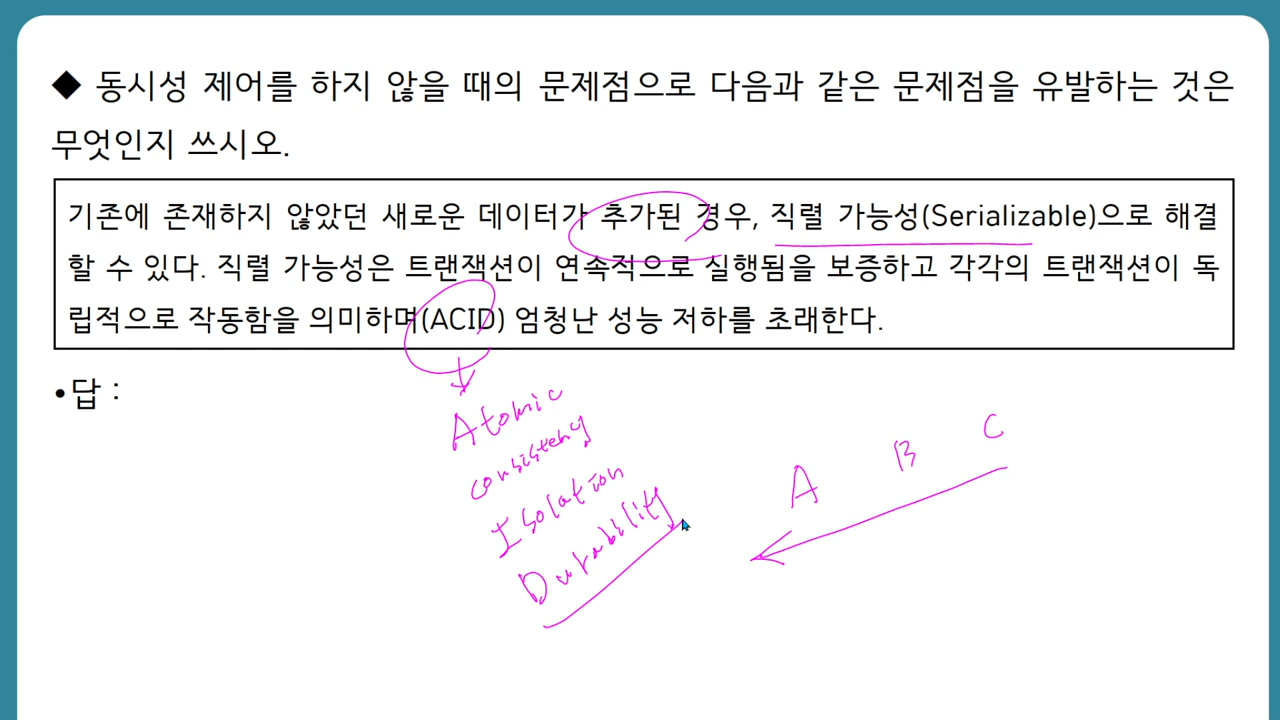 ◆ 동시성 제어를 하지 않을 때의 문제점으로 다음과 같은 문제점을 유발하는 것은
무엇인지 쓰시오.
기존에 존재하지 않았던 새로운 데이터가 추가된 경우, 직렬 가능성(Serializable)으로 해결
할 수 있다. 직렬 가능성은 트랜잭션이 연속적으로 실행됨을 보증하고 각각의 트랜잭션이 독
립적으로 작동함을 의미하며(ACID) 엄청난 성능 저하를 초래한다.
•답 :
Atomic
consistency
Isolation
Durability
A B C